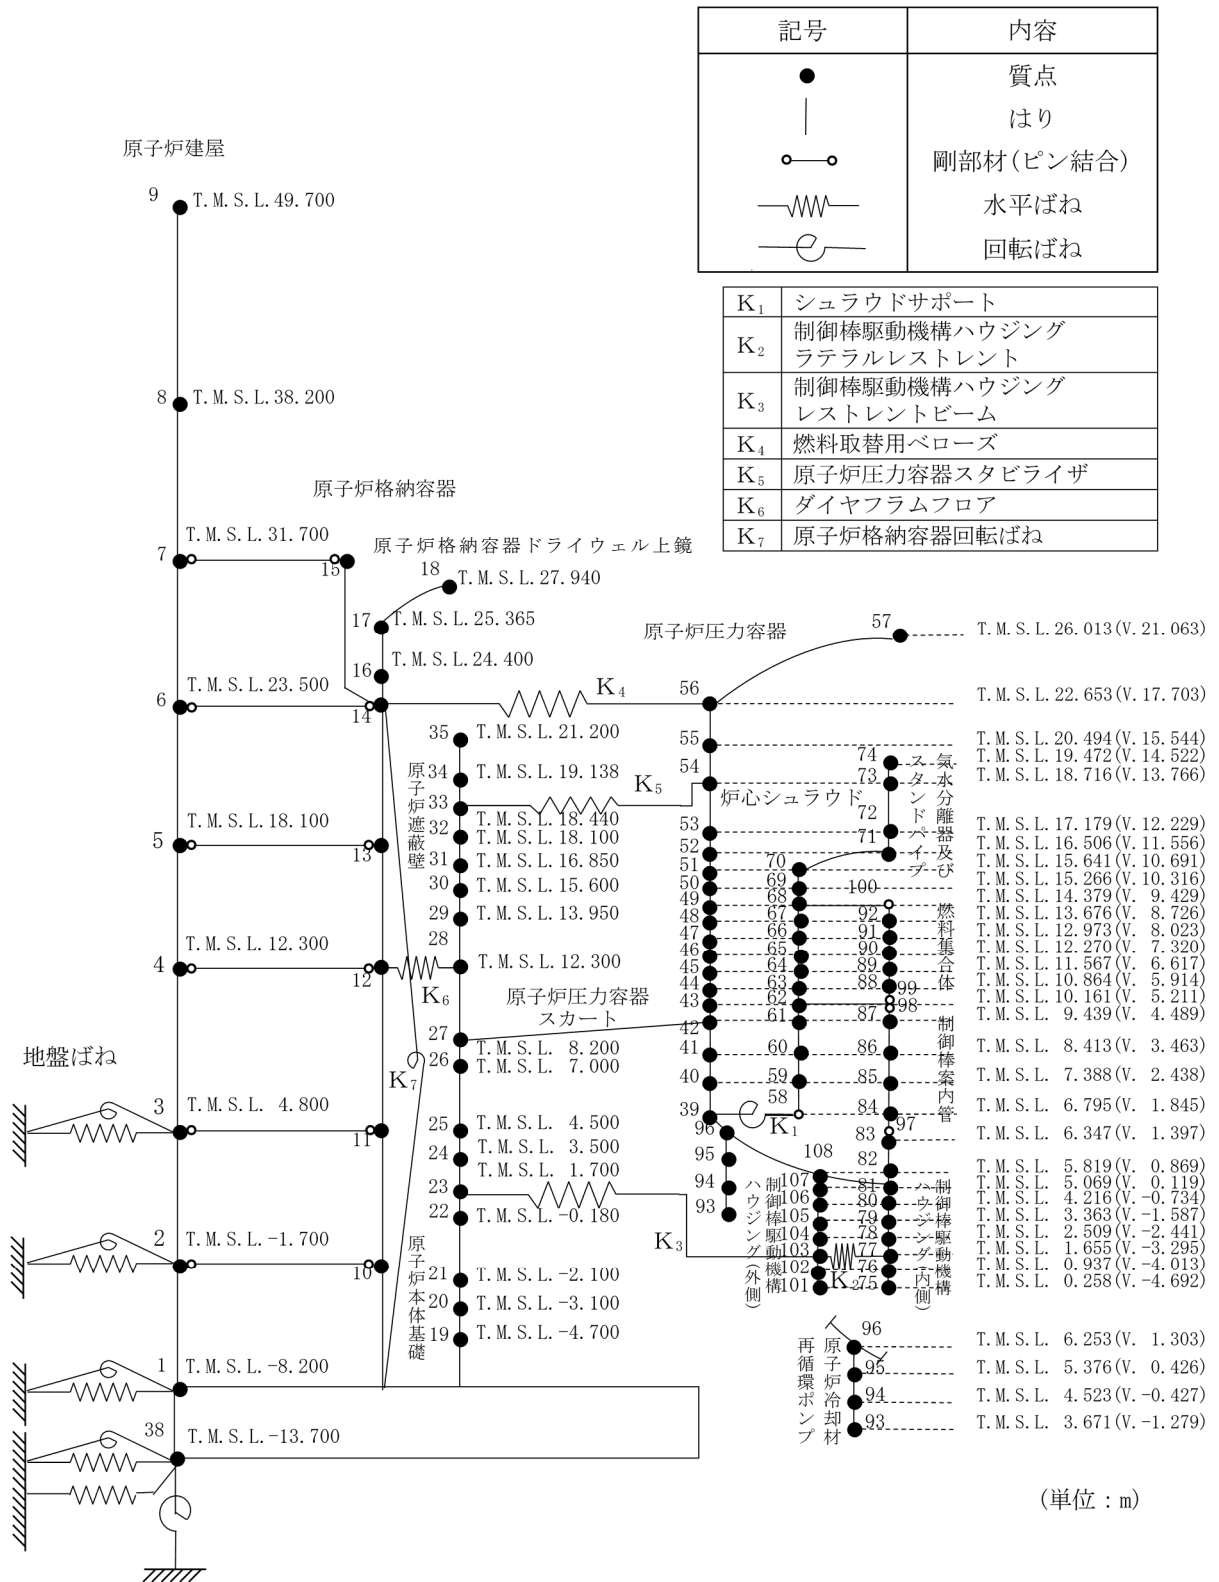 記号 内容
質点
はり
剛部材(ピン結合)
水平ばね
回転ばね
K₁ シュラウドサポート
K₂ 制御棒駆動機構ハウジング
ラテラルレストレント
K₃ 制御棒駆動機構ハウジング
レストレントビーム
K₄ 燃料取替用ベローズ
K₅ 原子炉圧力容器スタビライザ
K₆ ダイヤフラムフロア
K₇ 原子炉格納容器回転ばね
原子炉建屋
9 T.M.S.L.49.700
8 T.M.S.L.38.200
7 T.M.S.L.31.700
6 T.M.S.L.23.500
5 T.M.S.L.18.100
4 T.M.S.L.12.300
地盤ばね
3 T.M.S.L. 4.800
2 T.M.S.L.-1.700
1 T.M.S.L.-8.200
38 T.M.S.L.-13.700
原子炉格納容器
15
原子炉格納容器ドライウェル上鏡
18 T.M.S.L.27.940
17 T.M.S.L.25.365
16 T.M.S.L.24.400
14
13
12
11
10
K₄
K₅
K₆
K₇
原子炉遮蔽壁
35 T.M.S.L.21.200
34 T.M.S.L.19.138
33 T.M.S.L.18.440
32 T.M.S.L.18.100
31 T.M.S.L.16.850
30 T.M.S.L.15.600
29 T.M.S.L.13.950
28 T.M.S.L.12.300
原子炉圧力容器
スカート
27 T.M.S.L. 8.200
26 T.M.S.L. 7.000
25 T.M.S.L. 4.500
24 T.M.S.L. 3.500
23 T.M.S.L. 1.700
22 T.M.S.L.-0.180
21 T.M.S.L.-2.100
20 T.M.S.L.-3.100
19 T.M.S.L.-4.700
原子炉本体基礎
K₃
原子炉圧力容器
57
56
55
54
53
52
51
50
49
48
47
46
45
44
43
42
41
40
39
炉心シュラウド
70
69
68
67
66
65
64
63
62
61
60
59
58
K₁
気水分離器及び
スタンドパイプ
74
73
72
71
燃料集合体
100
92
91
90
89
88
99
98
制御棒案内管
87
86
85
84
97
83
82
96
95
94
93
制御棒駆動機構
ハウジング(外側)
108
107
106
105
104
103
102
101
K₂
制御棒駆動機構
ハウジング(内側)
81
80
79
78
77
76
75
T.M.S.L.26.013(V.21.063)
T.M.S.L.22.653(V.17.703)
T.M.S.L.20.494(V.15.544)
T.M.S.L.19.472(V.14.522)
T.M.S.L.18.716(V.13.766)
T.M.S.L.17.179(V.12.229)
T.M.S.L.16.506(V.11.556)
T.M.S.L.15.641(V.10.691)
T.M.S.L.15.266(V.10.316)
T.M.S.L.14.379(V. 9.429)
T.M.S.L.13.676(V. 8.726)
T.M.S.L.12.973(V. 8.023)
T.M.S.L.12.270(V. 7.320)
T.M.S.L.11.567(V. 6.617)
T.M.S.L.10.864(V. 5.914)
T.M.S.L.10.161(V. 5.211)
T.M.S.L. 9.439(V. 4.489)
T.M.S.L. 8.413(V. 3.463)
T.M.S.L. 7.388(V. 2.438)
T.M.S.L. 6.795(V. 1.845)
T.M.S.L. 6.347(V. 1.397)
T.M.S.L. 5.819(V. 0.869)
T.M.S.L. 5.069(V. 0.119)
T.M.S.L. 4.216(V.-0.734)
T.M.S.L. 3.363(V.-1.587)
T.M.S.L. 2.509(V.-2.441)
T.M.S.L. 1.655(V.-3.295)
T.M.S.L. 0.937(V.-4.013)
T.M.S.L. 0.258(V.-4.692)
原子炉冷却材
再循環ポンプ
96 T.M.S.L. 6.253(V. 1.303)
95 T.M.S.L. 5.376(V. 0.426)
94 T.M.S.L. 4.523(V.-0.427)
93 T.M.S.L. 3.671(V.-1.279)
(単位：m)